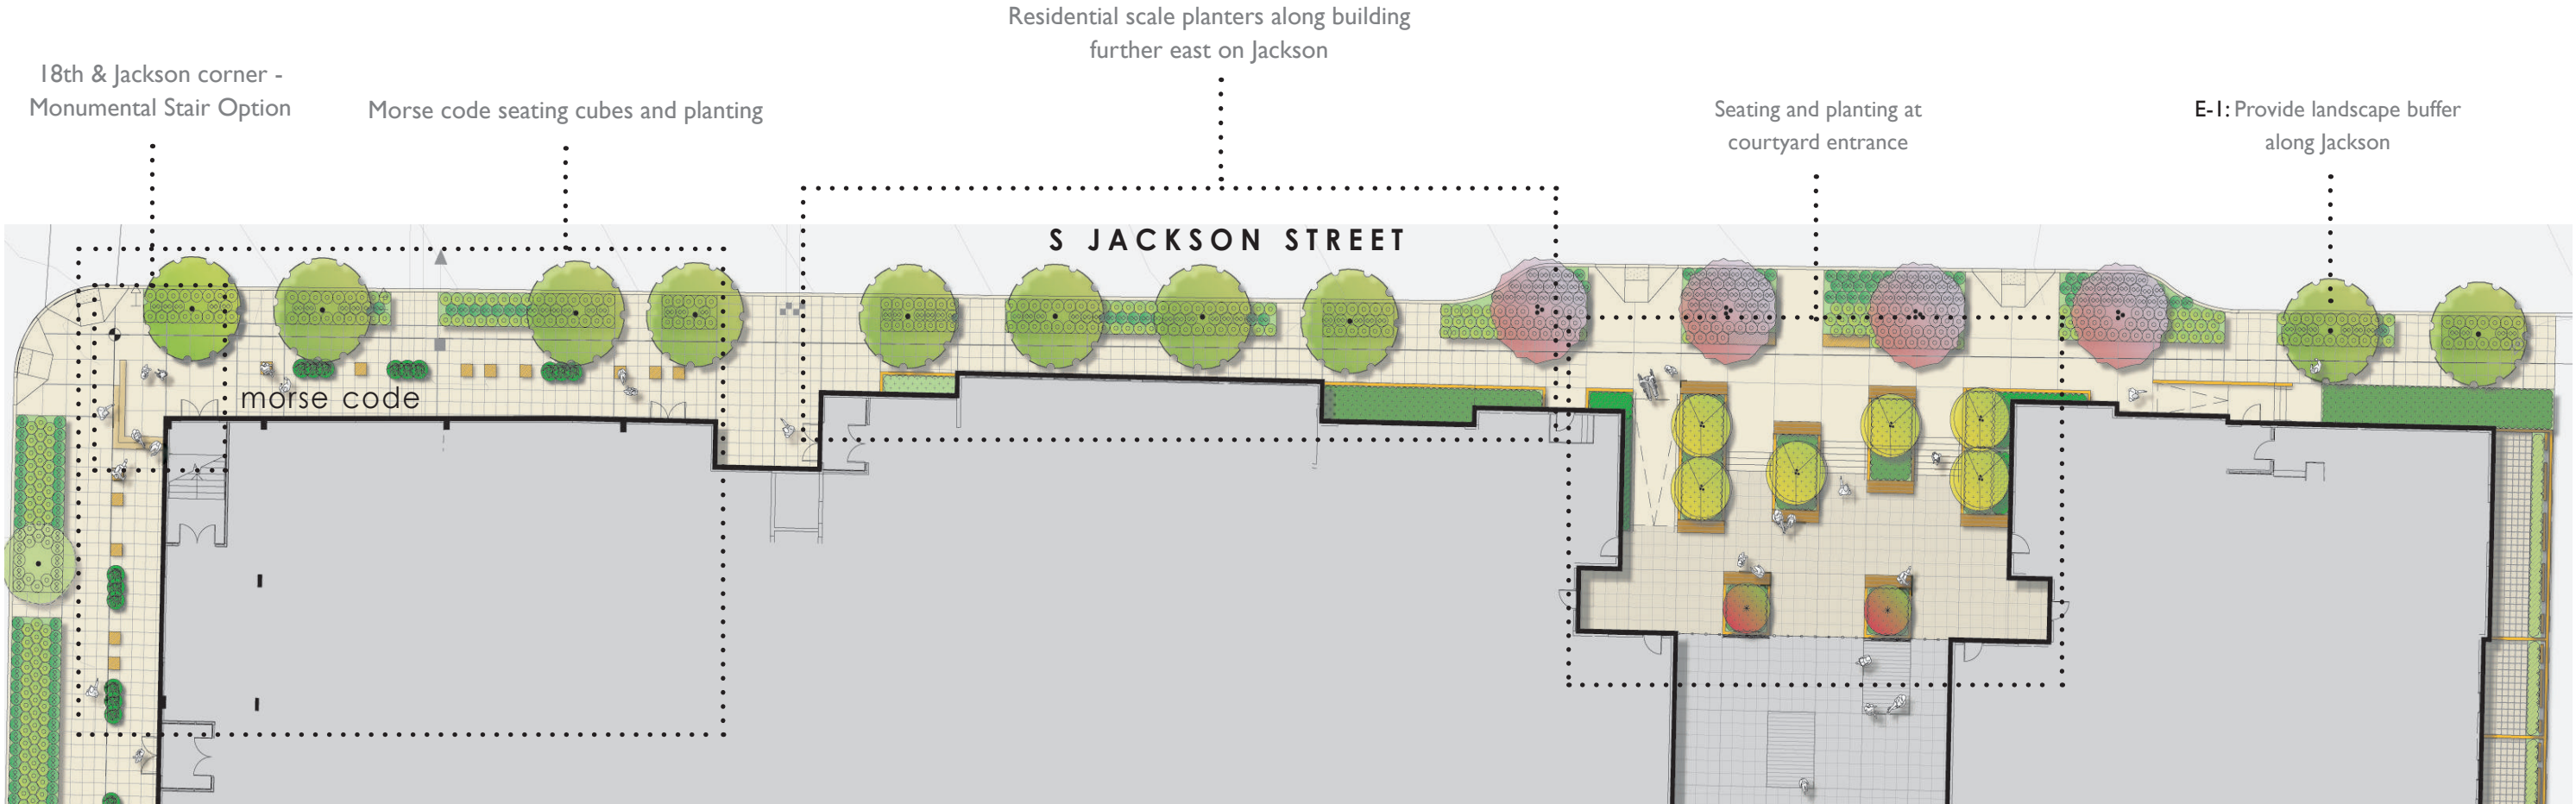 Residential scale planters along building
further east on Jackson
18th & Jackson corner -
Monumental Stair Option
Morse code seating cubes and planting
Seating and planting at
courtyard entrance
E-1: Provide landscape buffer
along Jackson
S JACKSON STREET
morse code